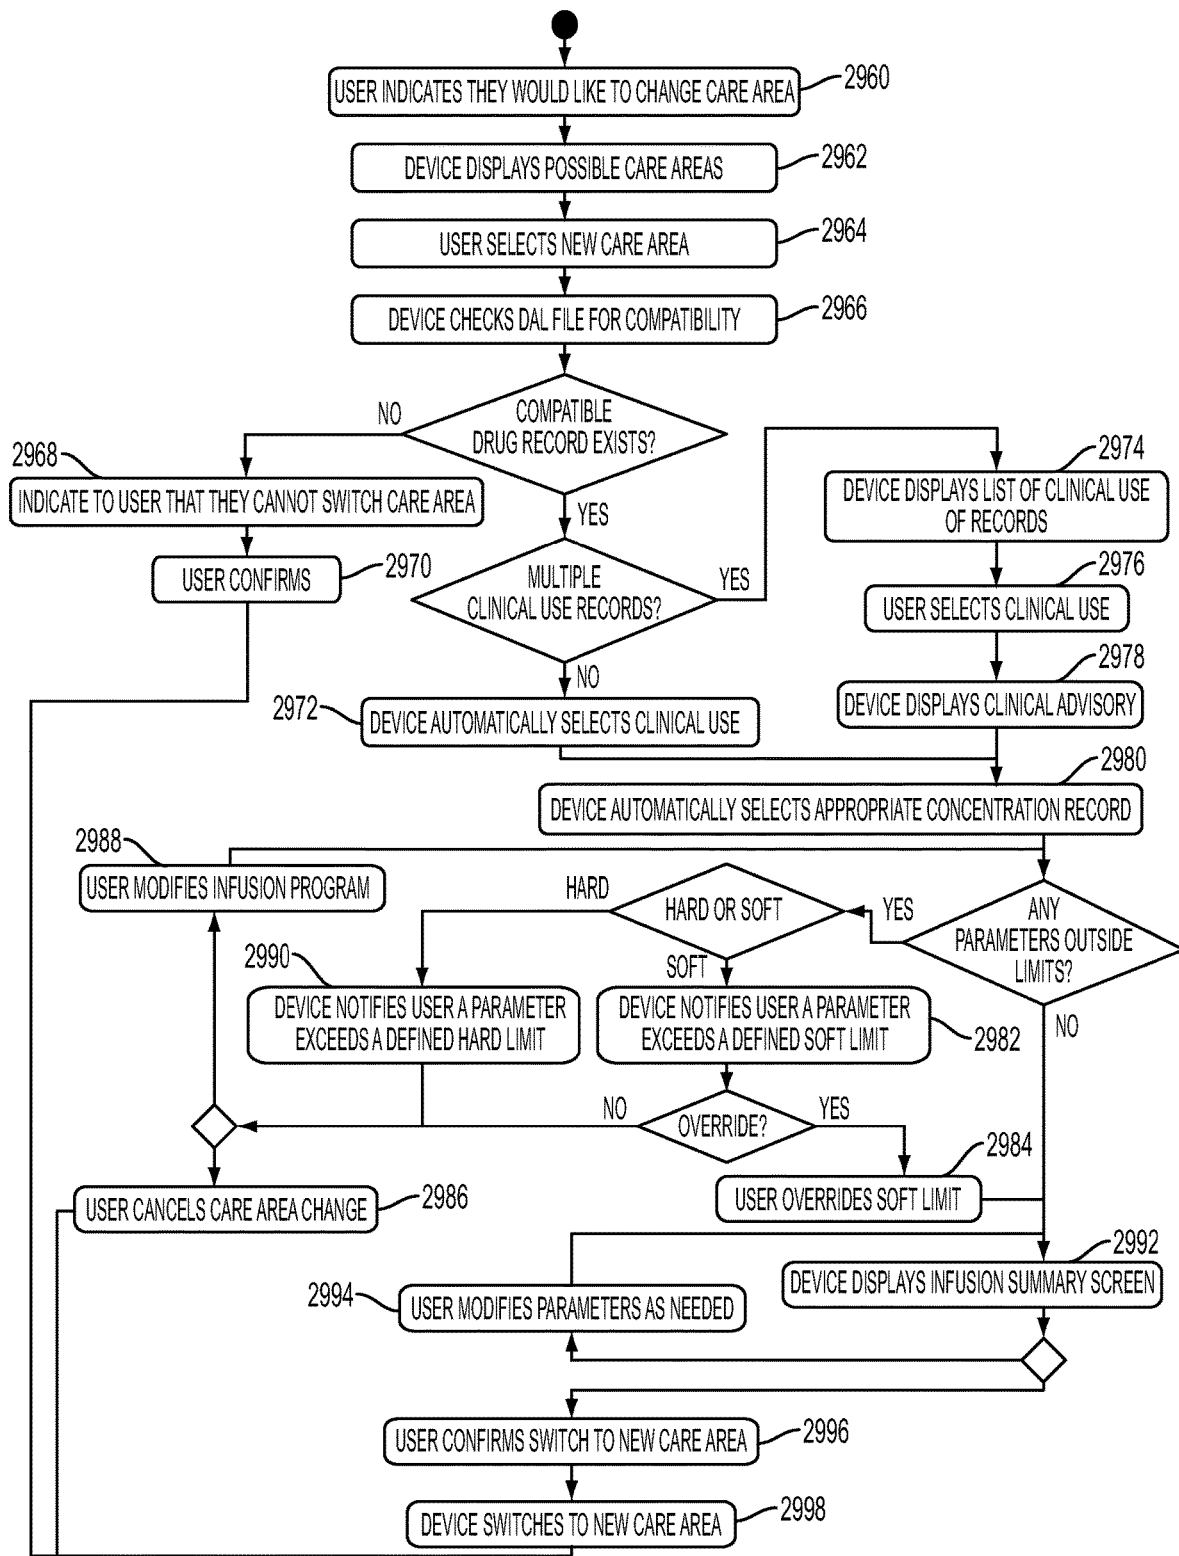 USER INDICATES THEY WOULD LIKE TO CHANGE CARE AREA
2960
DEVICE DISPLAYS POSSIBLE CARE AREAS
2962
USER SELECTS NEW CARE AREA
2964
DEVICE CHECKS DAL FILE FOR COMPATIBILITY
2966
COMPATIBLE
DRUG RECORD EXISTS?
NO
YES
2968
INDICATE TO USER THAT THEY CANNOT SWITCH CARE AREA
USER CONFIRMS
2970
MULTIPLE
CLINICAL USE RECORDS?
YES
NO
2974
DEVICE DISPLAYS LIST OF CLINICAL USE
OF RECORDS
2976
USER SELECTS CLINICAL USE
2978
DEVICE DISPLAYS CLINICAL ADVISORY
2972
DEVICE AUTOMATICALLY SELECTS CLINICAL USE
2980
DEVICE AUTOMATICALLY SELECTS APPROPRIATE CONCENTRATION RECORD
2988
USER MODIFIES INFUSION PROGRAM
HARD
HARD OR SOFT
YES
ANY
PARAMETERS OUTSIDE
LIMITS?
SOFT
NO
2990
DEVICE NOTIFIES USER A PARAMETER
EXCEEDS A DEFINED HARD LIMIT
DEVICE NOTIFIES USER A PARAMETER
EXCEEDS A DEFINED SOFT LIMIT
2982
NO
OVERRIDE?
YES
2984
USER OVERRIDES SOFT LIMIT
USER CANCELS CARE AREA CHANGE
2986
2992
DEVICE DISPLAYS INFUSION SUMMARY SCREEN
2994
USER MODIFIES PARAMETERS AS NEEDED
USER CONFIRMS SWITCH TO NEW CARE AREA
2996
DEVICE SWITCHES TO NEW CARE AREA
2998